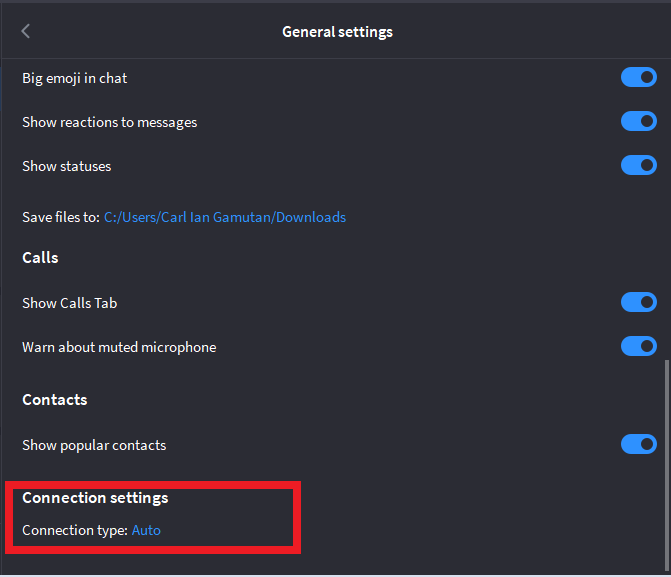 General settings
Big emoji in chat
Show reactions to messages
Show statuses
Save files to: C:/Users/Carl Ian Gamutan/Downloads
Calls
Show Calls Tab
Warn about muted microphone
Contacts
Show popular contacts
Connection settings
Connection type: Auto